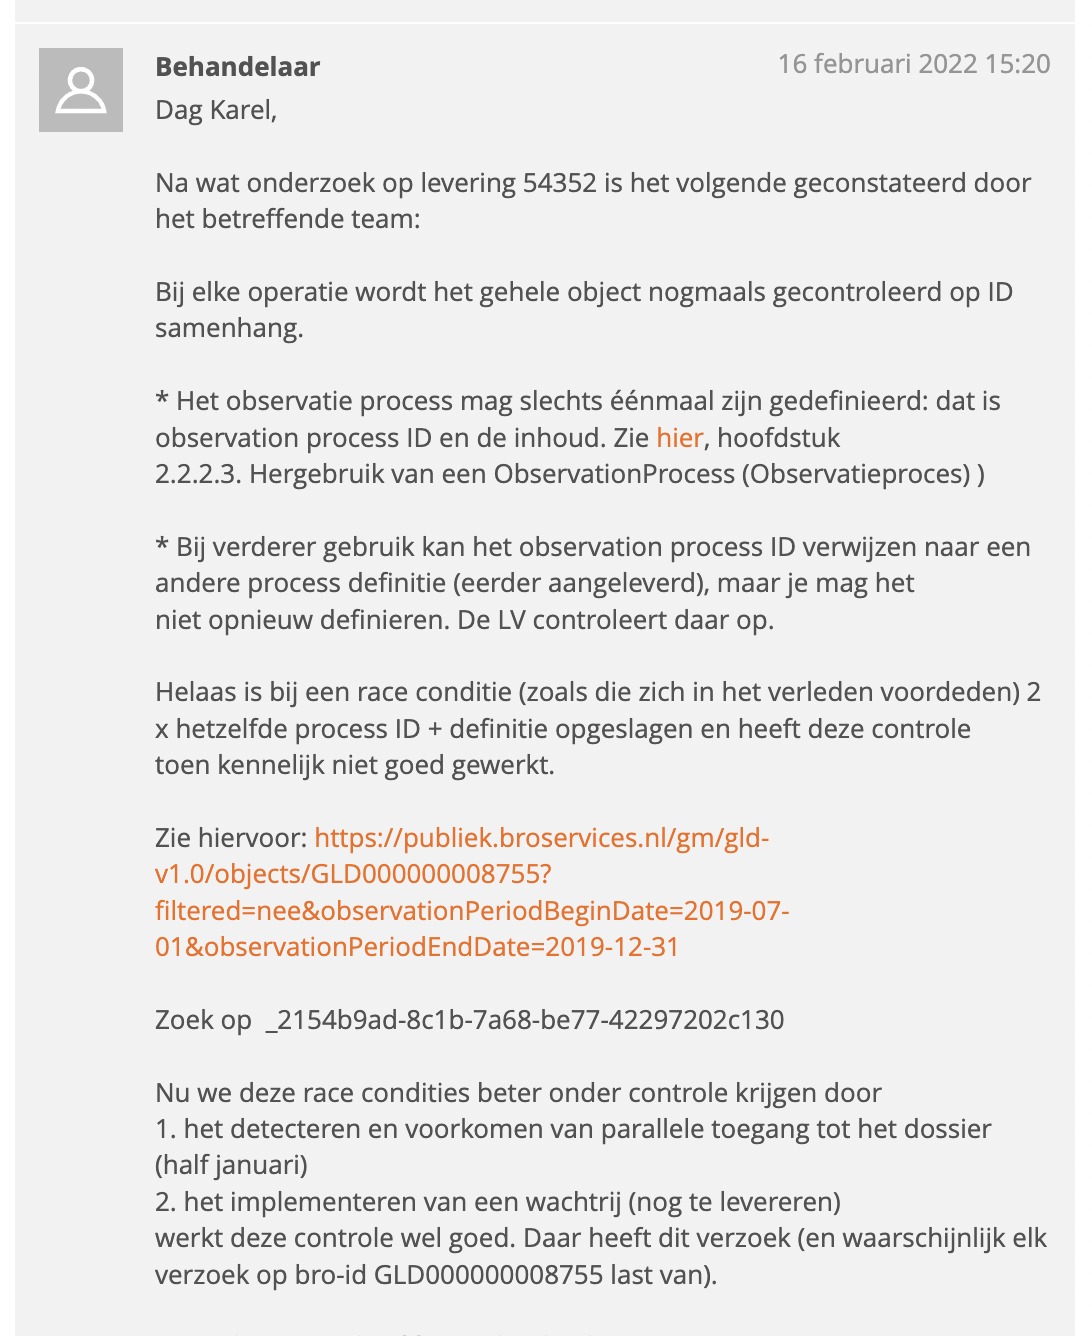 Behandelaar
16 februari 2022 15:20
Dag Karel,
Na wat onderzoek op levering 54352 is het volgende geconstateerd door
het betreffende team:
Bij elke operatie wordt het gehele object nogmaals gecontroleerd op ID
samenhang.
* Het observatie process mag slechts éénmaal zijn gedefinieerd: dat is
observation process ID en de inhoud. Zie hier, hoofdstuk
2.2.2.3. Hergebruik van een ObservationProcess (Observatieproces) )
* Bij verderer gebruik kan het observation process ID verwijzen naar een
andere process definitie (eerder aangeleverd), maar je mag het
niet opnieuw definieren. De LV controleert daar op.
Helaas is bij een race conditie (zoals die zich in het verleden voordeden) 2
x hetzelfde process ID + definitie opgeslagen en heeft deze controle
toen kennelijk niet goed gewerkt.
Zie hiervoor: https://publiek.broservices.nl/gm/gld-
v1.0/objects/GLD000000008755?
filtered=nee&observationPeriodBeginDate=2019-07-
01&observationPeriodEndDate=2019-12-31
Zoek op _2154b9ad-8c1b-7a68-be77-42297202c130
Nu we deze race condities beter onder controle krijgen door
1. het detecteren en voorkomen van parallele toegang tot het dossier
(half januari)
2. het implementeren van een wachtrij (nog te levereren)
werkt deze controle wel goed. Daar heeft dit verzoek (en waarschijnlijk elk
verzoek op bro-id GLD000000008755 last van).